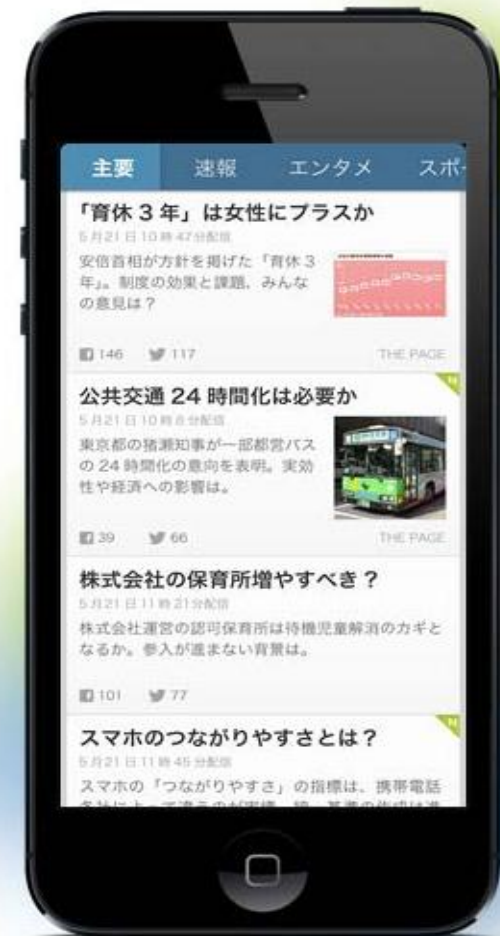 主要 速報 エンタメ スポ
「育休 3 年」は女性にプラスか
5月21日10時47分配信
安倍首相が方針を掲げた「育休 3
年」。制度の効果と課題、みんな
の意見は？
146 117 THE PAGE
公共交通 24 時間化は必要か
5月21日10時8分配信
東京都の猪瀬知事が一部都営バス
の 24 時間化の意向を表明。実効
性や経済への影響は。
39 66 THE PAGE
株式会社の保育所増やすべき？
5月21日11時21分配信
株式会社運営の認可保育所は待機児童解消のカギと
なるか。参入が進まない背景は。
101 77
スマホのつながりやすさとは？
5月21日11時45分配信
スマホの「つながりやすさ」の指標は、携帯電話